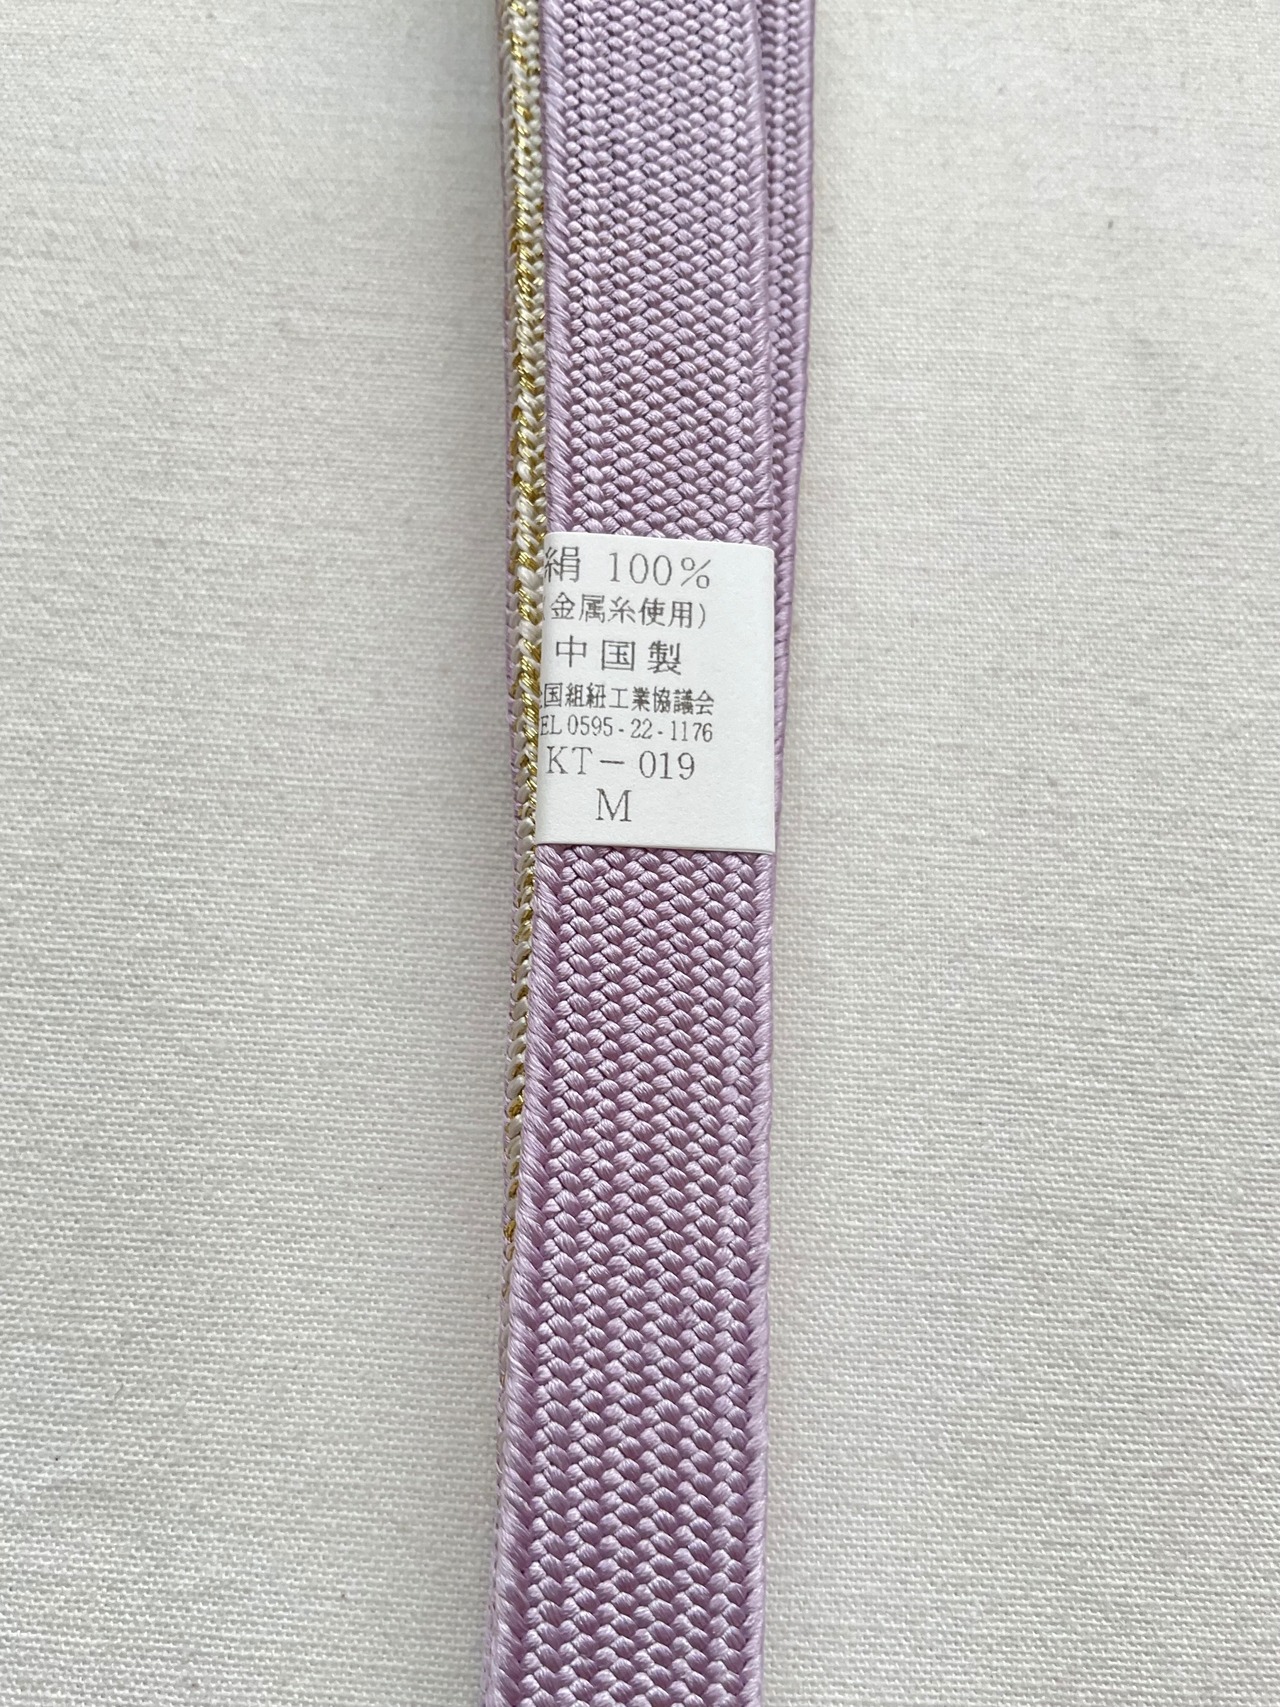 絹 100%
金属糸使用)
中国製
国組紐工業協議会
EL 0595-22-1176
KT-019
M